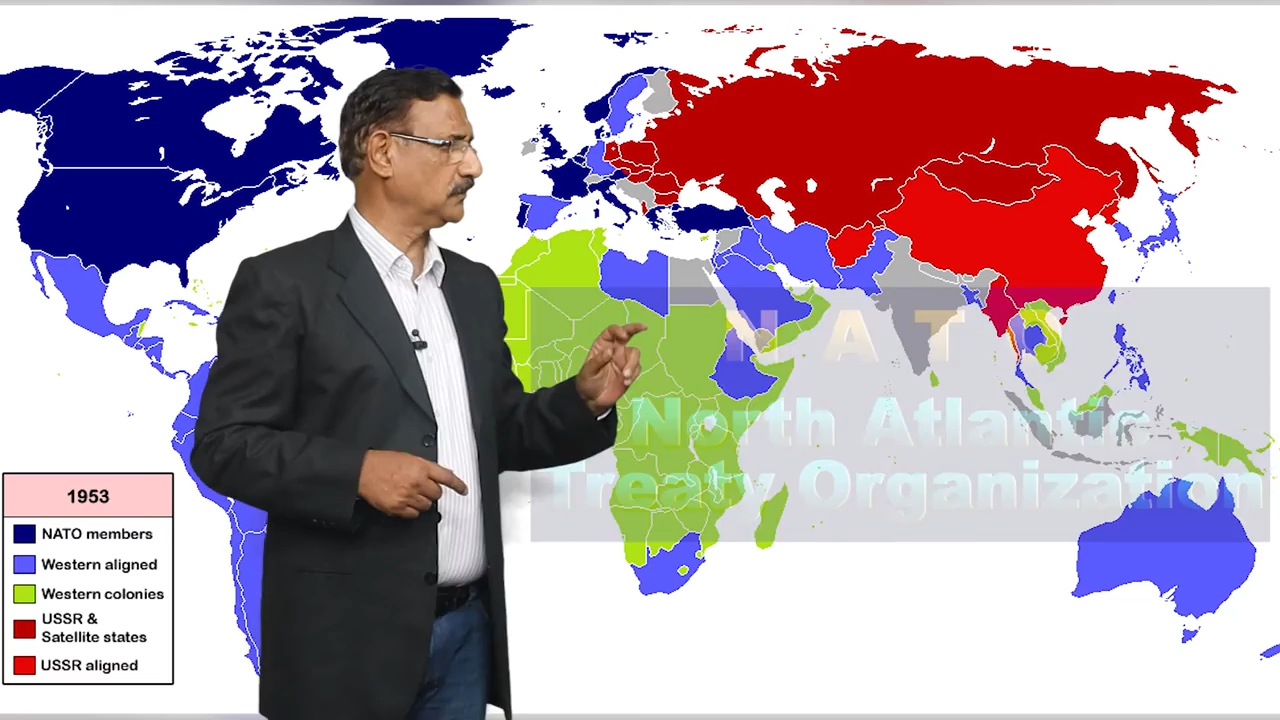 N A T
North Atlantic
Treaty Organization
1953
NATO members
Western aligned
Western colonies
USSR &
Satellite states
USSR aligned